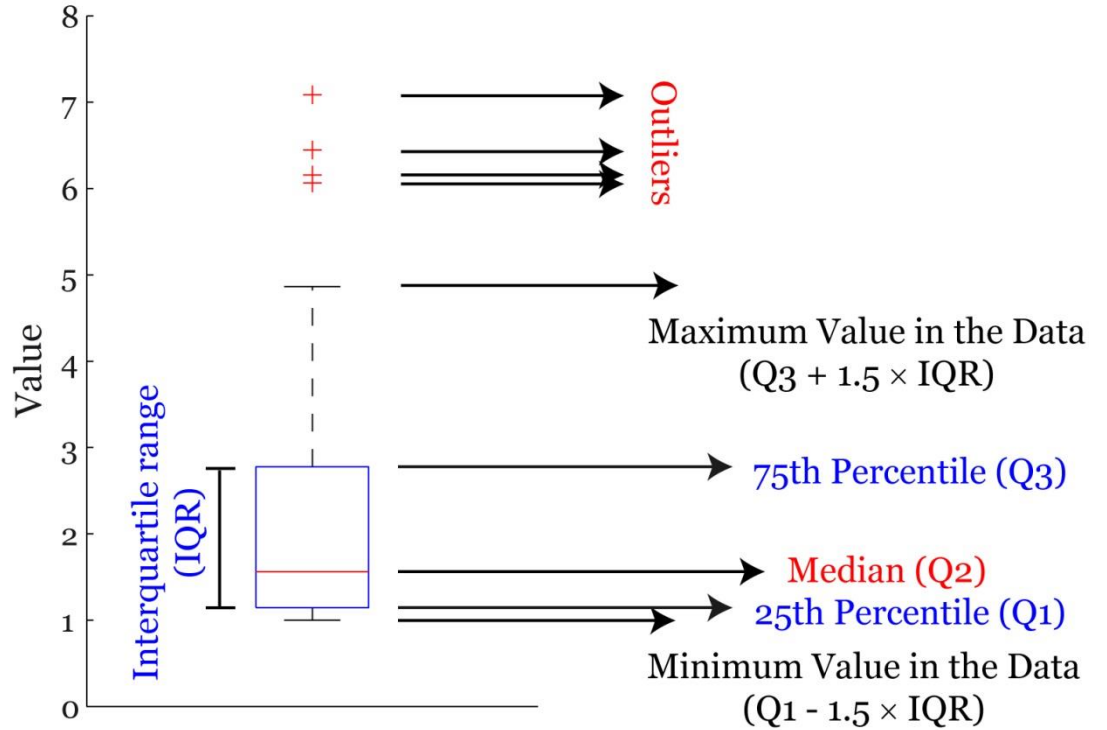 8
7
6
5
4
3
2
1
0
Value
Interquartile range
(IQR)
Outliers
Maximum Value in the Data
(Q3 + 1.5 × IQR)
75th Percentile (Q3)
Median (Q2)
25th Percentile (Q1)
Minimum Value in the Data
(Q1 - 1.5 × IQR)